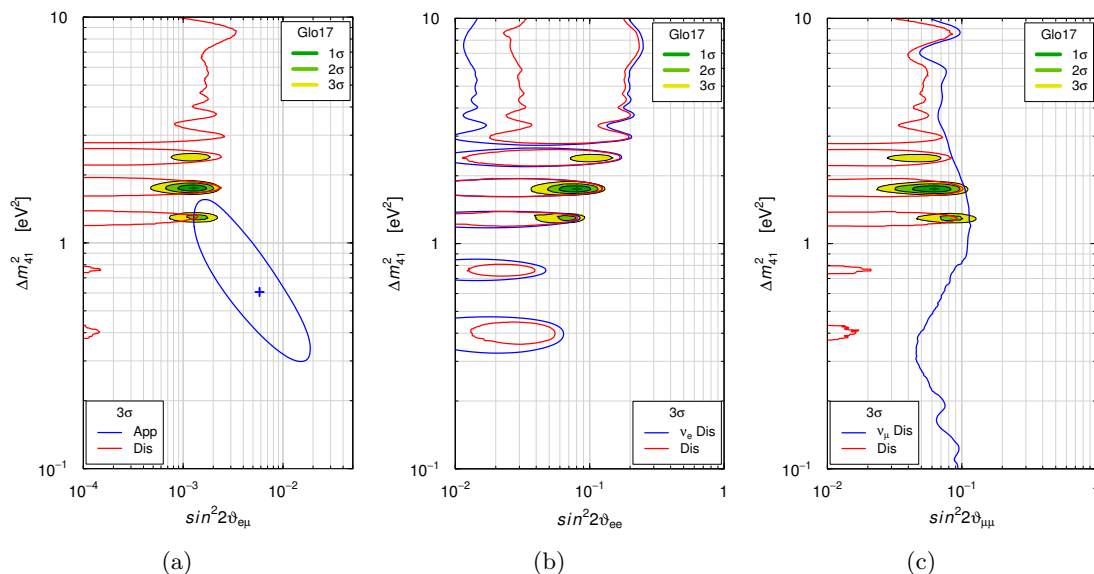 Glo17
1σ
2σ
3σ
3σ
App
Dis
10
1
10⁻¹
Δm²₄₁ [eV²]
10⁻⁴ 10⁻³ 10⁻²
sin²2ϑeμ
(a)
Glo17
1σ
2σ
3σ
3σ
νe Dis
Dis
10
1
10⁻¹
Δm²₄₁ [eV²]
10⁻² 10⁻¹ 1
sin²2ϑee
(b)
Glo17
1σ
2σ
3σ
3σ
νμ Dis
Dis
10
1
10⁻¹
Δm²₄₁ [eV²]
10⁻² 10⁻¹ 1
sin²2ϑμμ
(c)